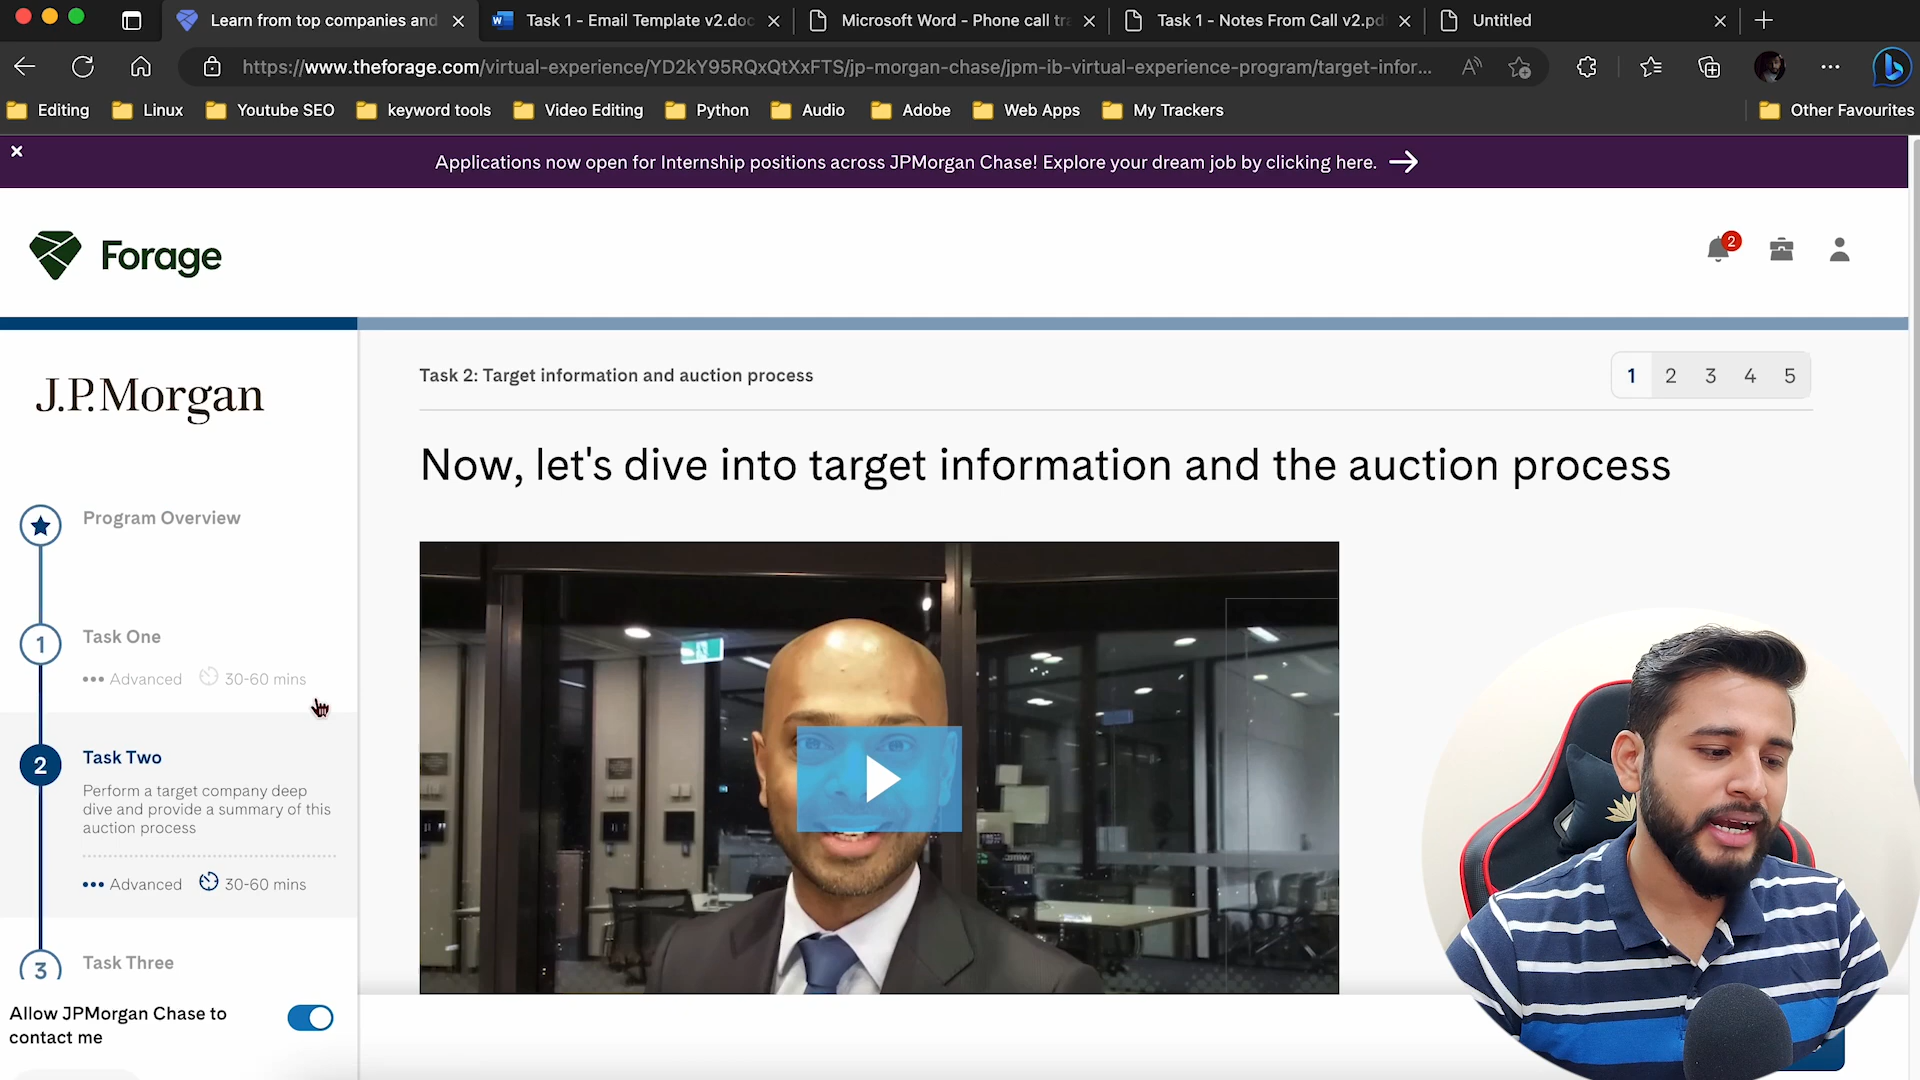 Learn from top companies and
Task 1 - Email Template v2.doc
Microsoft Word - Phone call tra
Task 1 - Notes From Call v2.pd
Untitled
https://www.theforage.com/virtual-experience/YD2kY95RQxQtXxFTS/jp-morgan-chase/jpm-ib-virtual-experience-program/target-infor...
Editing
Linux
Youtube SEO
keyword tools
Video Editing
Python
Audio
Adobe
Web Apps
My Trackers
Other Favourites
Applications now open for Internship positions across JPMorgan Chase! Explore your dream job by clicking here.
Forage
2
J.P.Morgan
Task 2: Target information and auction process
1 2 3 4 5
Now, let's dive into target information and the auction process
Program Overview
1
Task One
Advanced 30-60 mins
2
Task Two
Perform a target company deep
dive and provide a summary of this
auction process
Advanced 30-60 mins
3
Task Three
Allow JPMorgan Chase to
contact me